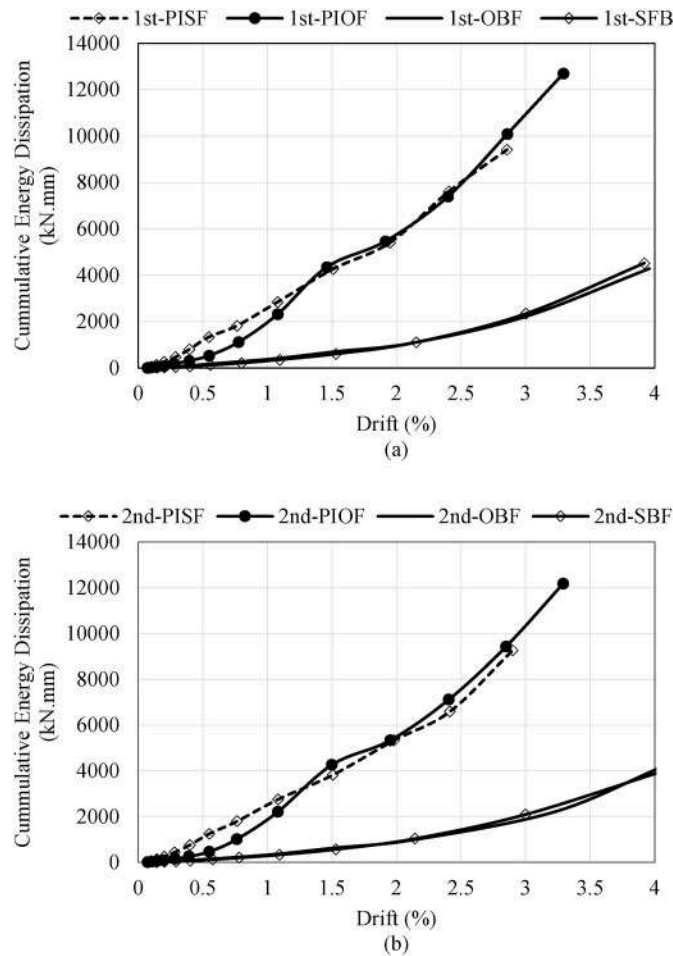 1st-PISF 1st-PIOF 1st-OBF 1st-SFB
14000
12000
10000
8000
6000
4000
2000
0
Cummulative Energy Dissipation
(kN.mm)
0 0.5 1 1.5 2 2.5 3 3.5 4
Drift (%)
(a)
2nd-PISF 2nd-PIOF 2nd-OBF 2nd-SBF
14000
12000
10000
8000
6000
4000
2000
0
Cummulative Energy Dissipation
(kN.mm)
0 0.5 1 1.5 2 2.5 3 3.5 4
Drift (%)
(b)